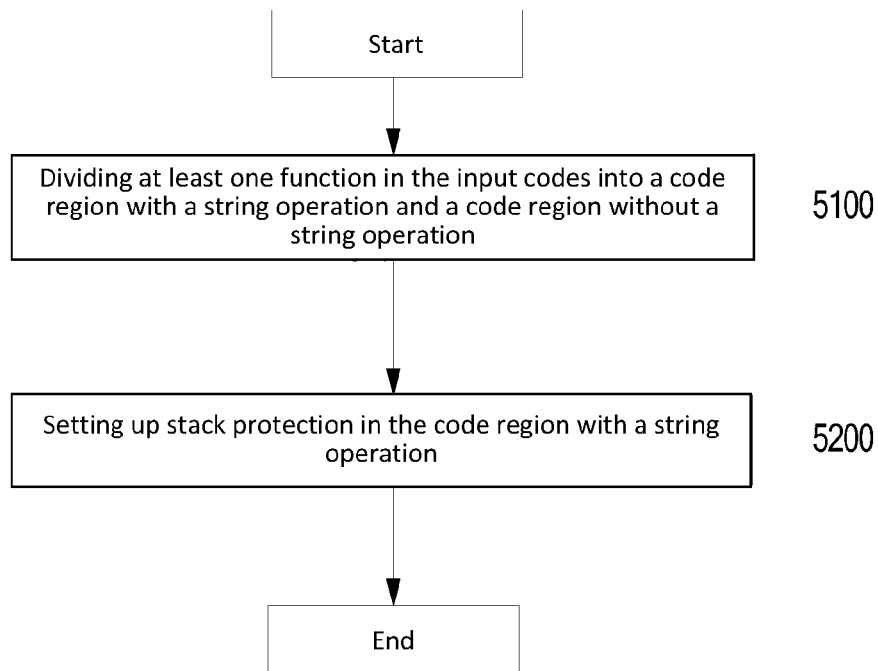 Start
Dividing at least one function in the input codes into a code
region with a string operation and a code region without a
string operation
5100
Setting up stack protection in the code region with a string
operation
5200
End